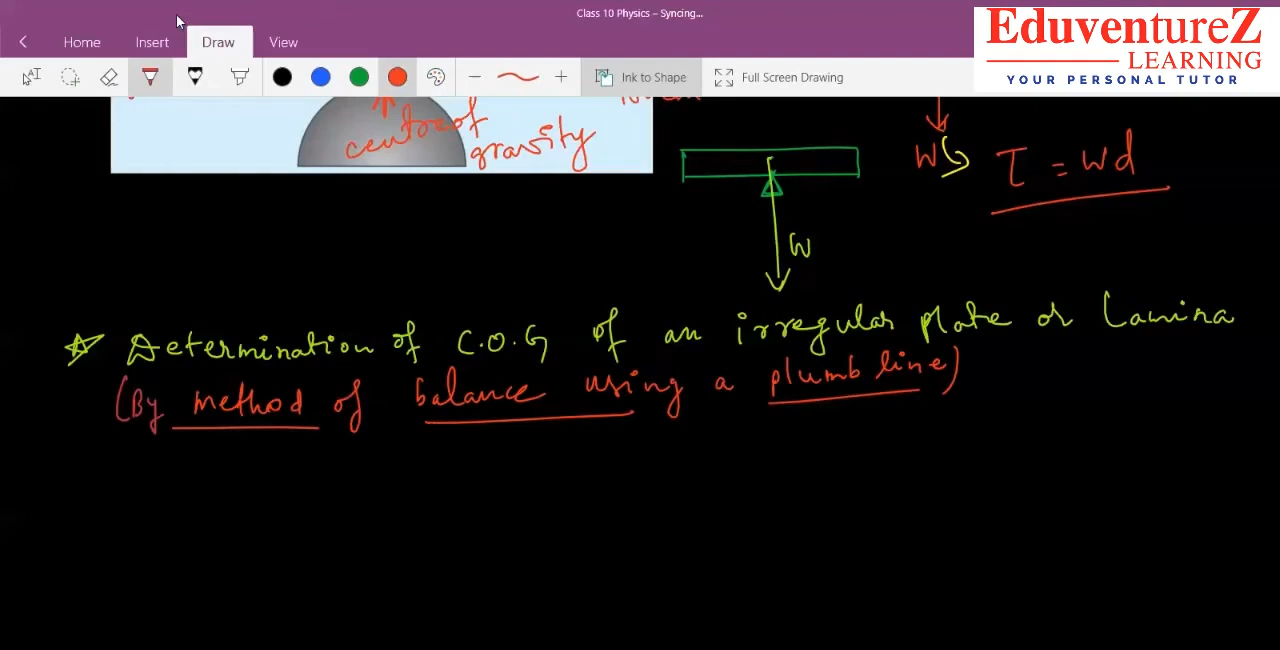 Class 10 Physics – Syncing...
Home Insert Draw View
Ink to Shape Full Screen Drawing
EduventureZ
LEARNING
YOUR PERSONAL TUTOR
centre of
gravity
W
τ = Wd
W
Determination of C.O.G of an irregular plate or Lamina
(By method of balance using a plumb line)